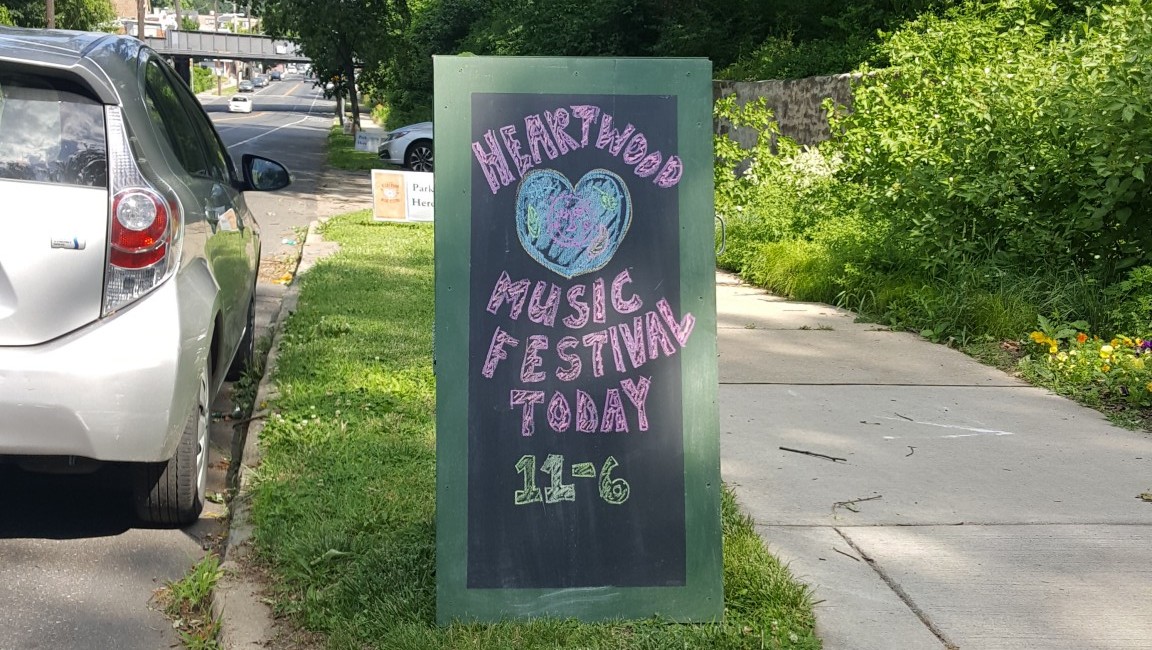 HEARTWOOD
MUSIC
FESTIVAL
TODAY
11-6
Park
Here